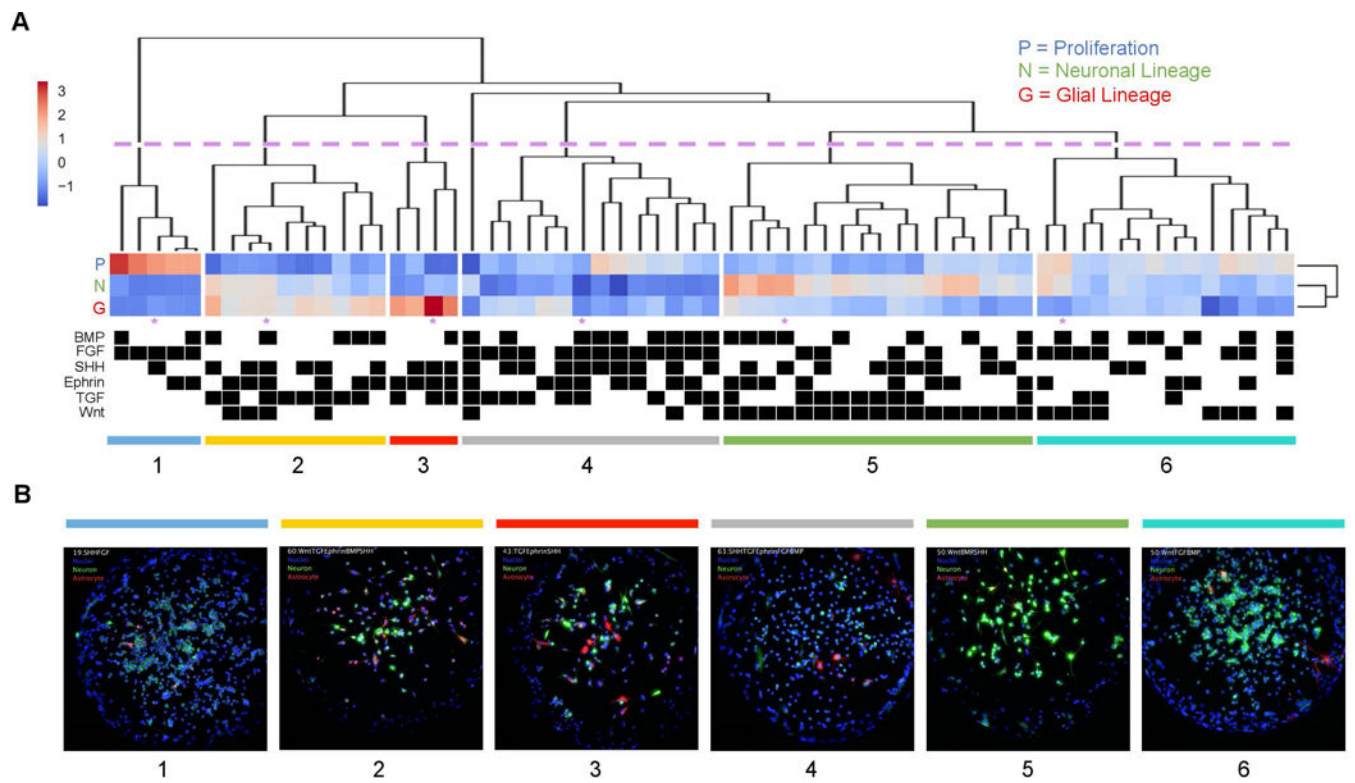 A
P = Proliferation
N = Neuronal Lineage
G = Glial Lineage
3
2
1
0
−1
P
N
G
* * * * * *
BMP
FGF
SHH
Ephrin
TGF
Wnt
1 2 3 4 5 6
B
19:SHHFGF
Nuclei
Neuron
Astrocyte
60:WntTGFEphrinBMPSHH
Nuclei
Neuron
Astrocyte
43:TGFEphrinSHH
Nuclei
Neuron
Astrocyte
63:SHHTGFEphrinFGFBMP
Nuclei
Neuron
Astrocyte
50:WntBMPSHH
Nuclei
Neuron
Astrocyte
50:WntFGFBMP
Nuclei
Neuron
Astrocyte
1 2 3 4 5 6